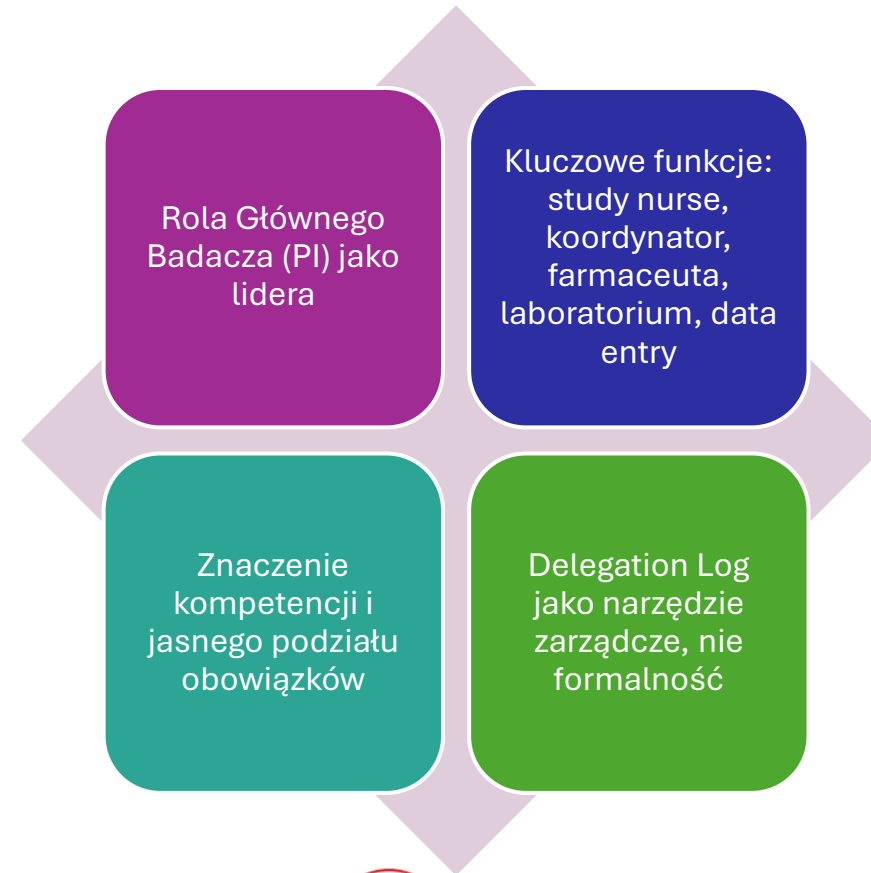 Rola Głównego
Badacza (PI) jako
lidera
Kluczowe funkcje:
study nurse,
koordynator,
farmaceuta,
laboratorium, data
entry
Znaczenie
kompetencji i
jasnego podziału
obowiązków
Delegation Log
jako narzędzie
zarządcze, nie
formalność